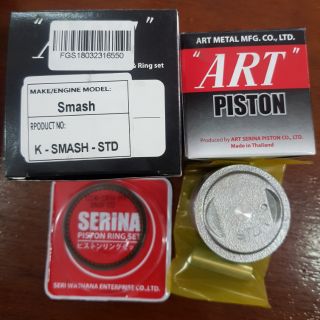 FGS18032316550
& Ring set
MAKE/ENGINE MODEL:
Smash
RPODUCT NO:
K - SMASH - STD
ART METAL MFG. CO., LTD.
"ART"
PISTON
Produced by ART SERINA PISTON CO., LTD.
Made in Thailand
SERiNA
PISTON RING SET
ピストンリングセット
SERI WATHANA ENTERPRISE CO., LTD.